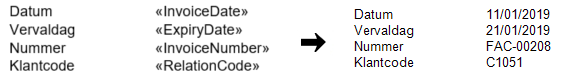 Datum «InvoiceDate»
Vervaldag «ExpiryDate»
Nummer «InvoiceNumber»
Klantcode «RelationCode»
Datum 11/01/2019
Vervaldag 21/01/2019
Nummer FAC-00208
Klantcode C1051